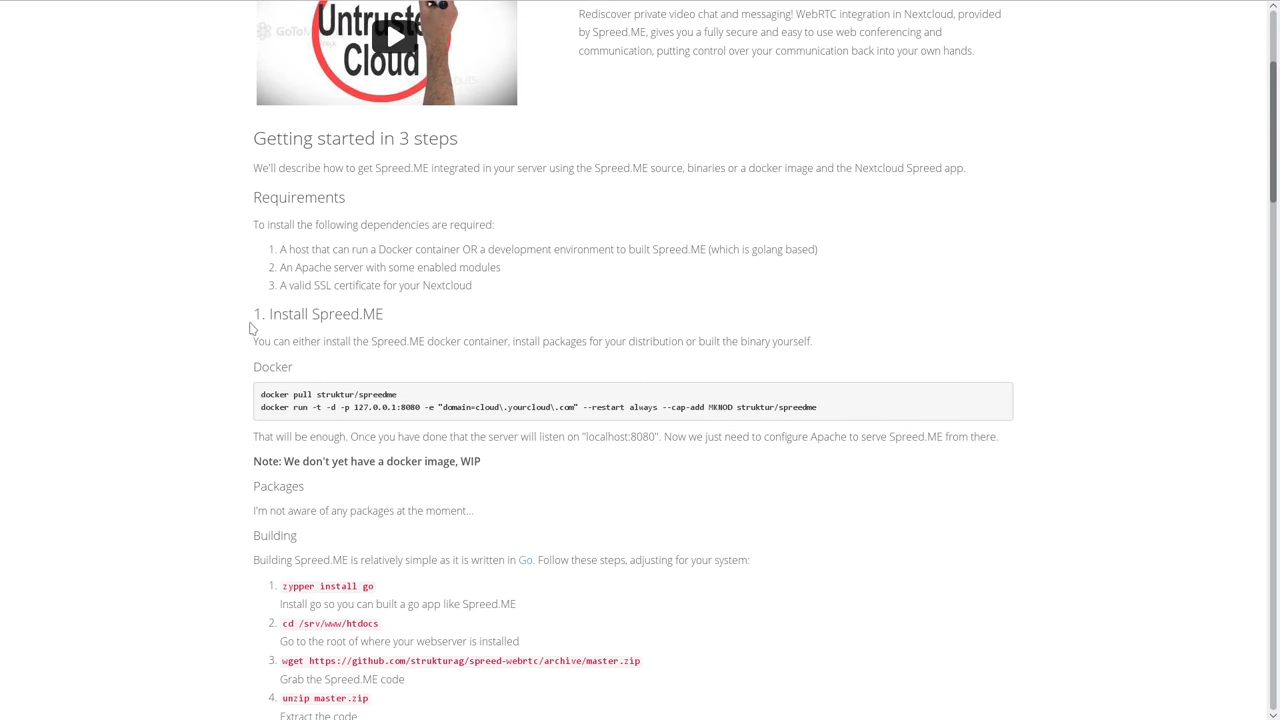 Untruste
Cloud
GoTo
Rediscover private video chat and messaging! WebRTC integration in Nextcloud, provided
by Spreed.ME, gives you a fully secure and easy to use web conferencing and
communication, putting control over your communication back into your own hands.
Getting started in 3 steps
We'll describe how to get Spreed.ME integrated in your server using the Spreed.ME source, binaries or a docker image and the Nextcloud Spreed app.
Requirements
To install the following dependencies are required:
1. A host that can run a Docker container OR a development environment to built Spreed.ME (which is golang based)
2. An Apache server with some enabled modules
3. A valid SSL certificate for your Nextcloud
1. Install Spreed.ME
You can either install the Spreed.ME docker container, install packages for your distribution or built the binary yourself.
Docker
docker pull struktur/spreedme
docker run -t -d -p 127.0.0.1:8080 -e "domain=cloud\.yourcloud\.com" --restart always --cap-add MKNOD struktur/spreedme
That will be enough. Once you have done that the server will listen on "localhost:8080". Now we just need to configure Apache to serve Spreed.ME from there.
Note: We don't yet have a docker image, WIP
Packages
I'm not aware of any packages at the moment...
Building
Building Spreed.ME is relatively simple as it is written in Go. Follow these steps, adjusting for your system:
1. zypper install go
Install go so you can built a go app like Spreed.ME
2. cd /srv/www/htdocs
Go to the root of where your webserver is installed
3. wget https://github.com/strukturag/spreed-webrtc/archive/master.zip
Grab the Spreed.ME code
4. unzip master.zip
Extract the code